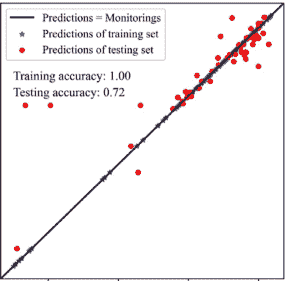 Predictions = Monitorings
Predictions of training set
Predictions of testing set
Training accuracy: 1.00
Testing accuracy: 0.72